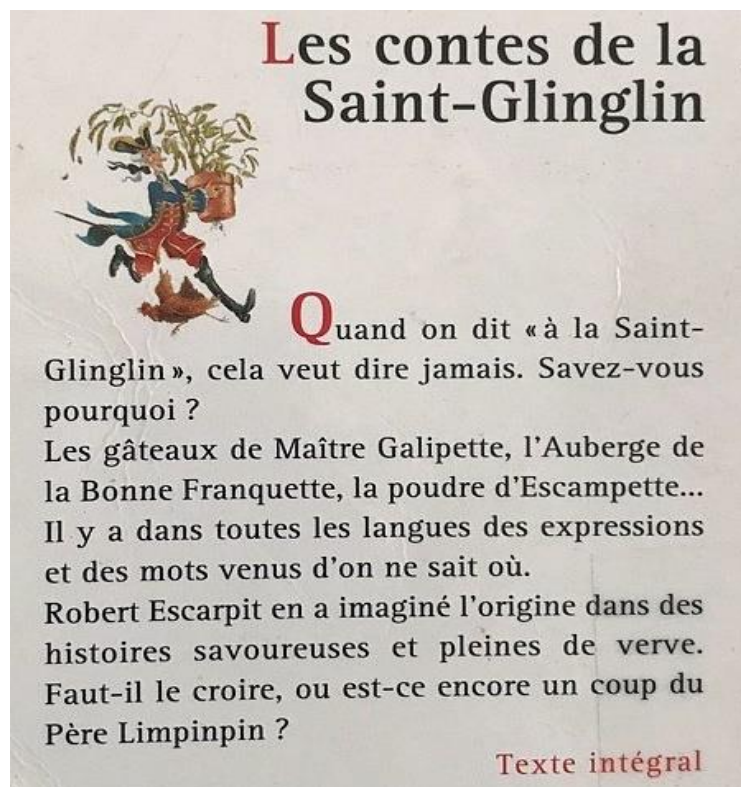 Les contes de la
Saint-Glinglin
Quand on dit « à la Saint-
Glinglin », cela veut dire jamais. Savez-vous
pourquoi ?
Les gâteaux de Maître Galipette, l'Auberge de
la Bonne Franquette, la poudre d'Escampette...
Il y a dans toutes les langues des expressions
et des mots venus d'on ne sait où.
Robert Escarpit en a imaginé l'origine dans des
histoires savoureuses et pleines de verve.
Faut-il le croire, ou est-ce encore un coup du
Père Limpinpin ?
Texte intégral